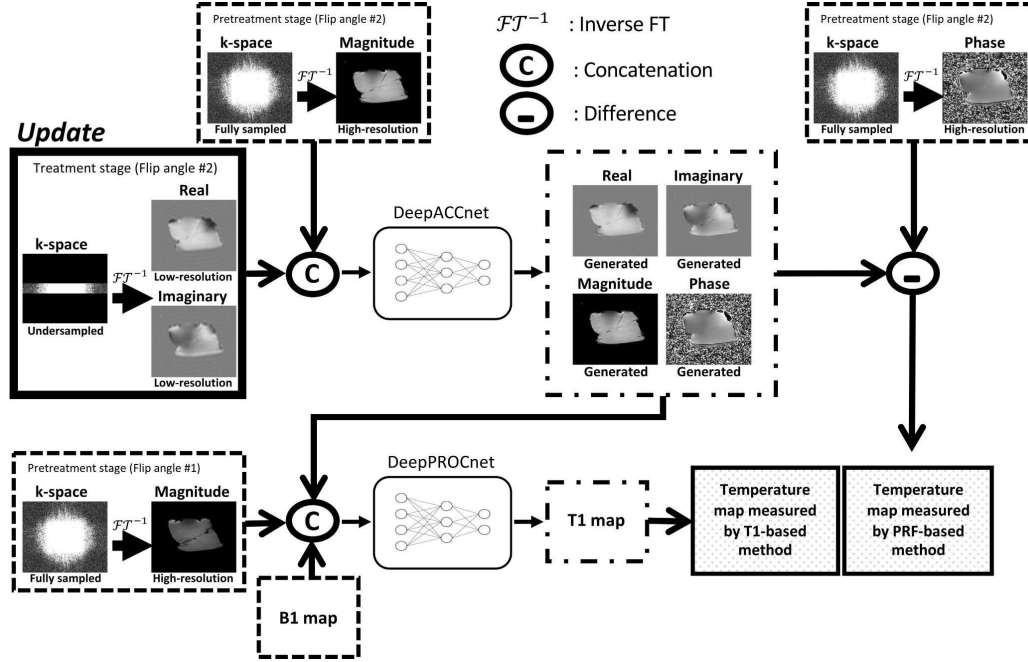 Pretreatment stage (Flip angle #2)
k-space
Magnitude
ℱ𝒯⁻¹
Fully sampled
High-resolution
ℱ𝒯⁻¹ : Inverse FT
C : Concatenation
- : Difference
Pretreatment stage (Flip angle #2)
k-space
Phase
ℱ𝒯⁻¹
Fully sampled
High-resolution
Update
Treatment stage (Flip angle #2)
Real
k-space
Low-resolution
ℱ𝒯⁻¹
Imaginary
Undersampled
Low-resolution
C
DeepACCnet
Real
Imaginary
Generated
Generated
Magnitude
Phase
Generated
Generated
-
Pretreatment stage (Flip angle #1)
k-space
Magnitude
ℱ𝒯⁻¹
Fully sampled
High-resolution
C
B1 map
DeepPROCnet
T1 map
Temperature
map measured
by T1-based
method
Temperature
map measured
by PRF-based
method